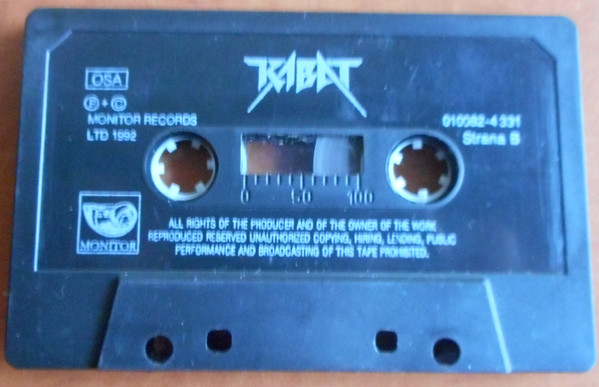 KABÁT
OSA
Ⓟ + Ⓒ
MONITOR RECORDS
LTD 1992
010082-4 331
Strana B
0 50 100
MONITOR
ALL RIGHTS OF THE PRODUCER AND OF THE OWNER OF THE WORK
REPRODUCED RESERVED UNAUTHORIZED COPYING, HIRING, LENDING, PUBLIC
PERFORMANCE AND BROADCASTING OF THIS TAPE PROHIBITED.